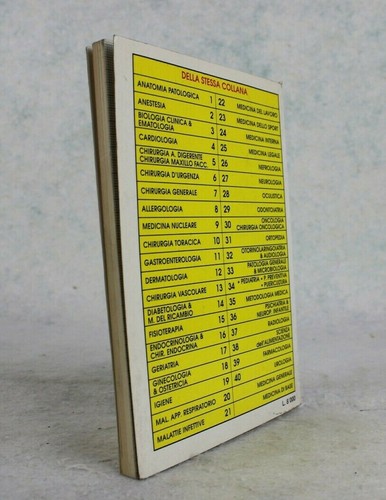 DELLA STESSA COLLANA
ANATOMIA PATOLOGICA 1
ANESTESIA 2
BIOLOGIA CLINICA &
EMATOLOGIA 3
CARDIOLOGIA 4
CHIRURGIA A. DIGERENTE
CHIRURGIA MAXILLO FACC. 5
CHIRURGIA D'URGENZA 6
CHIRURGIA GENERALE 7
ALLERGOLOGIA 8
MEDICINA NUCLEARE 9
CHIRURGIA TORACICA 10
GASTROENTEROLOGIA 11
DERMATOLOGIA 12
CHIRURGIA VASCOLARE 13
DIABETOLOGIA &
M. DEL RICAMBIO 14
FISIOTERAPIA 15
ENDOCRINOLOGIA &
CHIR. ENDOCRINA 16
GERIATRIA 17
GINECOLOGIA
& OSTETRICIA 18
IGIENE 19
MAL. APP. RESPIRATORIO 20
MALATTIE INFETTIVE 21
22 MEDICINA DEL LAVORO
23 MEDICINA DELLO SPORT
24 MEDICINA INTERNA
25 MEDICINA LEGALE
26 NEFROLOGIA
27 NEUROLOGIA
28 OCULISTICA
29 ODONTOIATRIA
30 ONCOLOGIA
CHIRURGIA ONCOLOGICA
31 ORTOPEDIA
32 OTORINOLARINGOIATRIA
& AUDIOLOGIA
33 PATOLOGIA GENERALE
& MICROBIOLOGIA
34 • PEDIATRIA • P. PREVENTIVA
• PUERICULTURA
35 METODOLOGIA MEDICA
36 PSICHIATRIA &
NEUROP. INFANTILE
37 RADIOLOGIA
38 SCIENZA
dell'ALIMENTAZIONE
39 FARMACOLOGIA
40 UROLOGIA
MEDICINA GENERALE
MEDICINA DI BASE